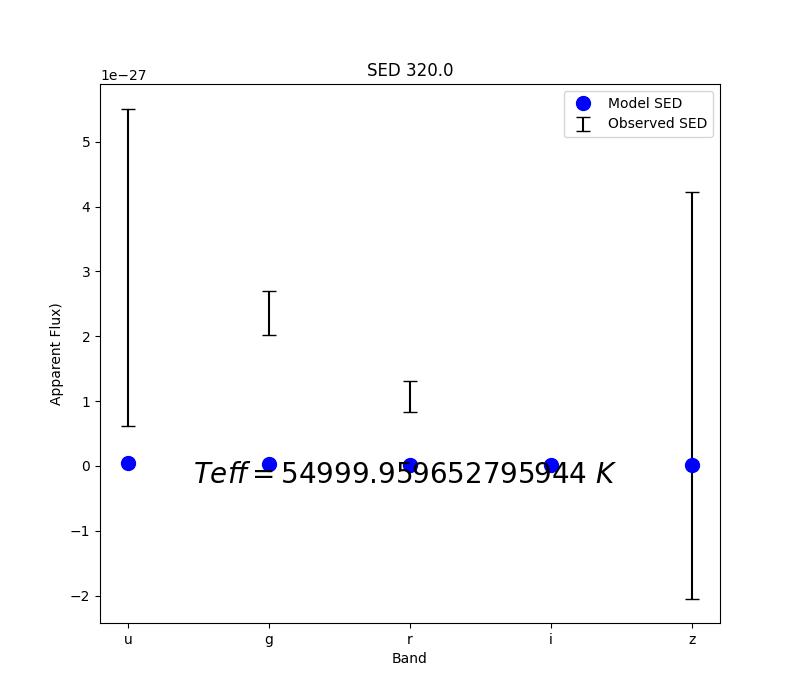 SED 320.0
1e−27
Model SED
Observed SED
5
4
3
2
1
0
−1
−2
Apparent Flux)
Teff = 54999.959652795944 K
u g r i z
Band